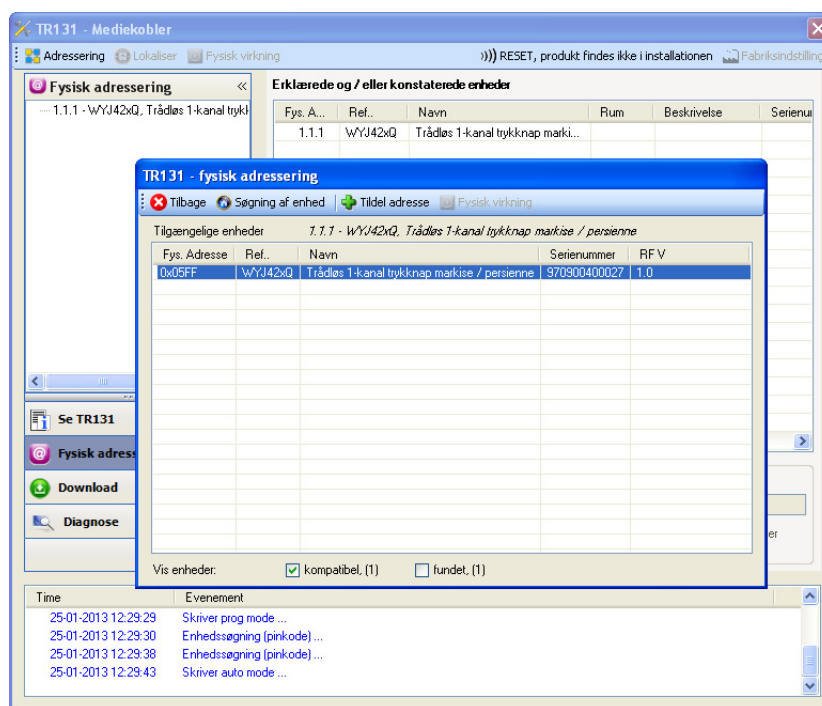 TR131 - Mediekobler
Adressering Lokaliser Fysisk virkning RESET, produkt findes ikke i installationen Fabriksindstilling
Fysisk adressering
1.1.1 - WYJ42xQ, Trådløs 1-kanal trykk
Erklærede og / eller konstaterede enheder
Fys. A... Ref.. Navn Rum Beskrivelse Serienu
1.1.1 WYJ42xQ Trådløs 1-kanal trykknap marki...
TR131 - fysisk adressering
Tilbage Søgning af enhed Tildel adresse Fysisk virkning
Tilgængelige enheder 1.1.1 - WYJ42xQ, Trådløs 1-kanal trykknap markise / persienne
Fys. Adresse Ref.. Navn Serienummer RF V
0x05FF WYJ42xQ Trådløs 1-kanal trykknap markise / persienne 970900400027 1.0
Vis enheder: kompatibel, (1) fundet, (1)
Se TR131
Fysisk adress
Download
Diagnose
er
Time Evenement
25-01-2013 12:29:29 Skriver prog mode ...
25-01-2013 12:29:30 Enhedssøgning (pinkode) ...
25-01-2013 12:29:38 Enhedssøgning (pinkode) ...
25-01-2013 12:29:43 Skriver auto mode ...